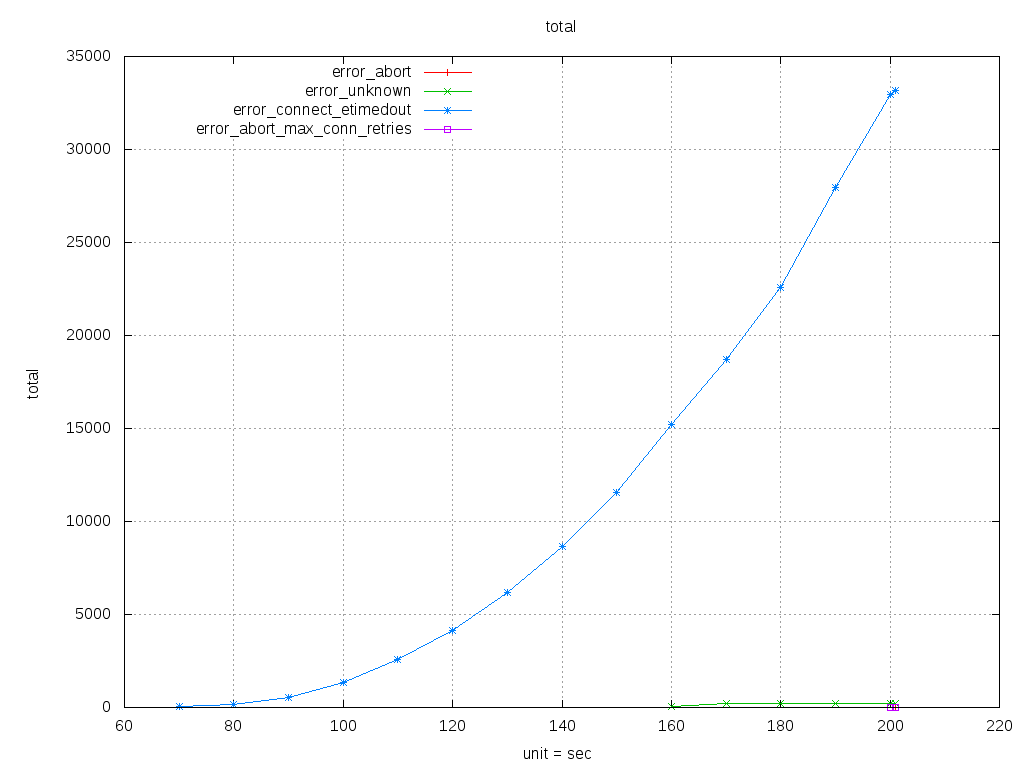 total
35000
30000
25000
20000
15000
10000
5000
0
total
error_abort
error_unknown
error_connect_etimedout
error_abort_max_conn_retries
60 80 100 120 140 160 180 200 220
unit = sec